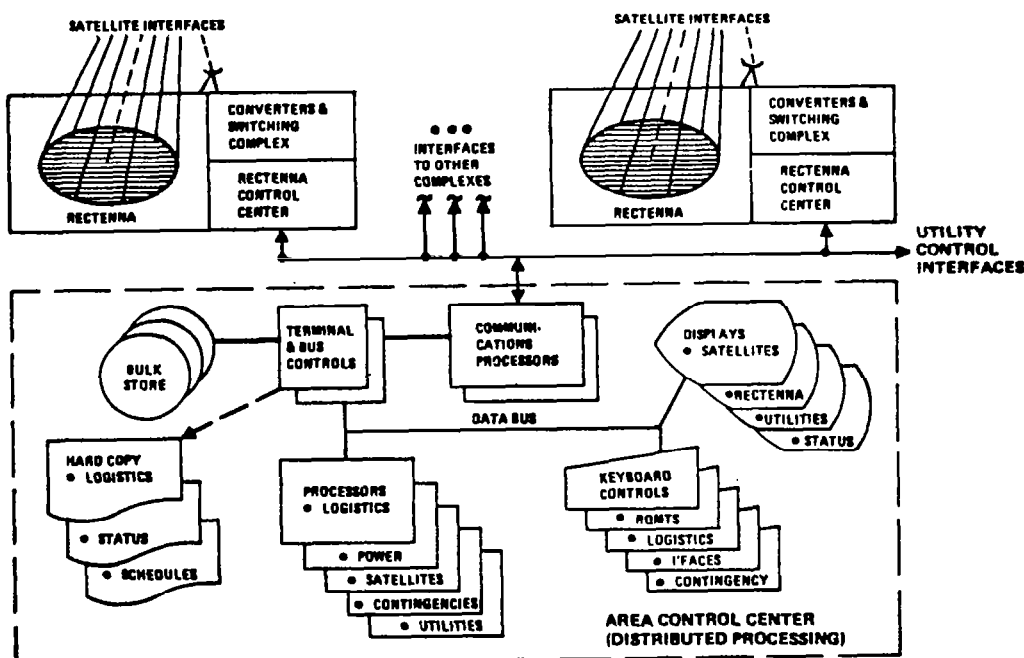 SATELLITE INTERFACES
SATELLITE INTERFACES
CONVERTERS &
SWITCHING
COMPLEX
RECTENNA
CONTROL
CENTER
RECTENNA
INTERFACES
TO OTHER
COMPLEXES
CONVERTERS &
SWITCHING
COMPLEX
RECTENNA
CONTROL
CENTER
RECTENNA
UTILITY
CONTROL
INTERFACES
BULK
STORE
TERMINAL
& BUS
CONTROLS
COMMUNI-
CATIONS
PROCESSORS
DISPLAYS
• SATELLITES
• RECTENNA
• UTILITIES
• STATUS
DATA BUS
HARD COPY
• LOGISTICS
• STATUS
• SCHEDULES
PROCESSORS
• LOGISTICS
• POWER
• SATELLITES
• CONTINGENCIES
• UTILITIES
KEYBOARD
CONTROLS
• RQMTS
• LOGISTICS
• I'FACES
• CONTINGENCY
AREA CONTROL CENTER
(DISTRIBUTED PROCESSING)